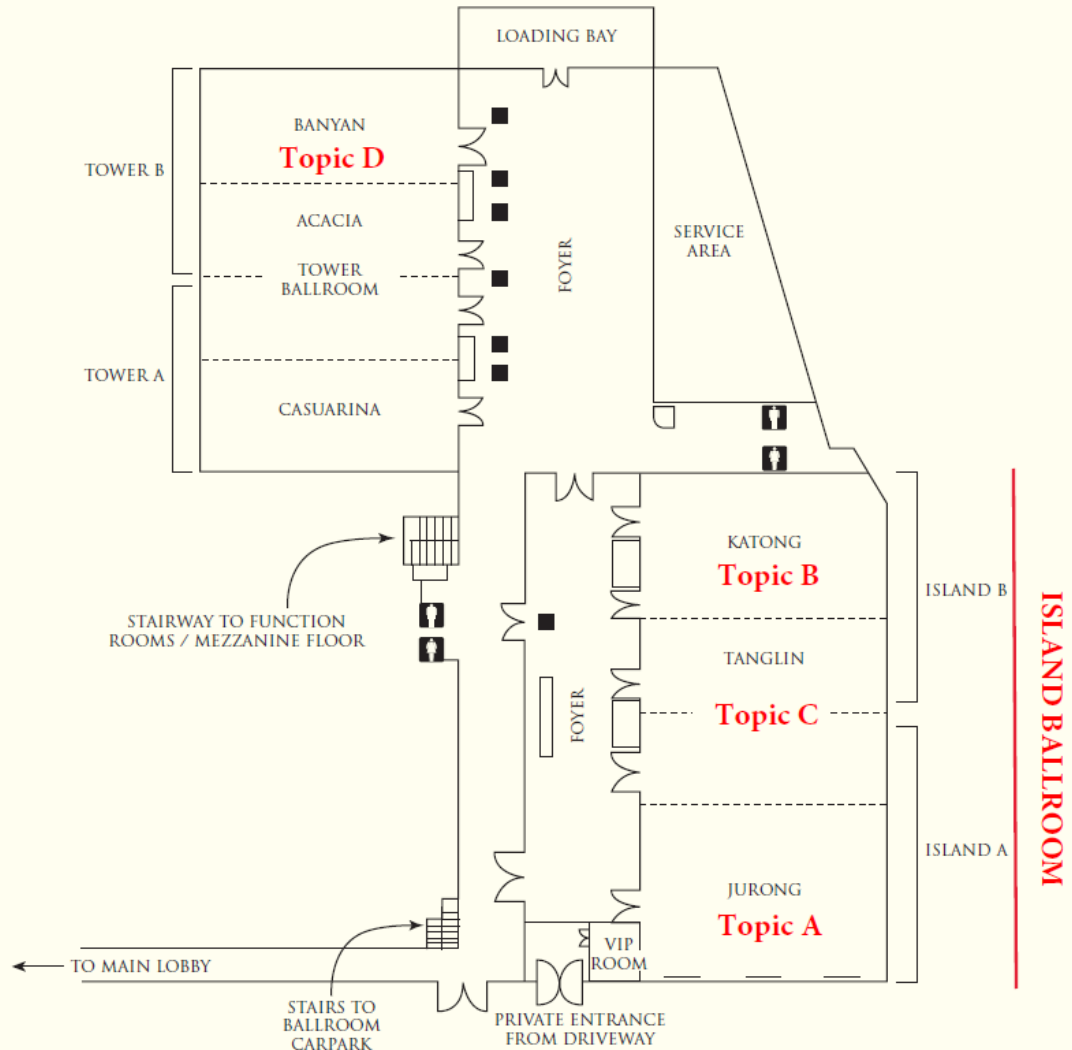 LOADING BAY
BANYAN
Topic D
TOWER B
ACACIA
TOWER
BALLROOM
FOYER
SERVICE
AREA
TOWER A
CASUARINA
KATONG
Topic B
ISLAND B
STAIRWAY TO FUNCTION
ROOMS / MEZZANINE FLOOR
TANGLIN
Topic C
FOYER
ISLAND BALLROOM
ISLAND A
JURONG
Topic A
VIP
ROOM
TO MAIN LOBBY
STAIRS TO
BALLROOM
CARPARK
PRIVATE ENTRANCE
FROM DRIVEWAY